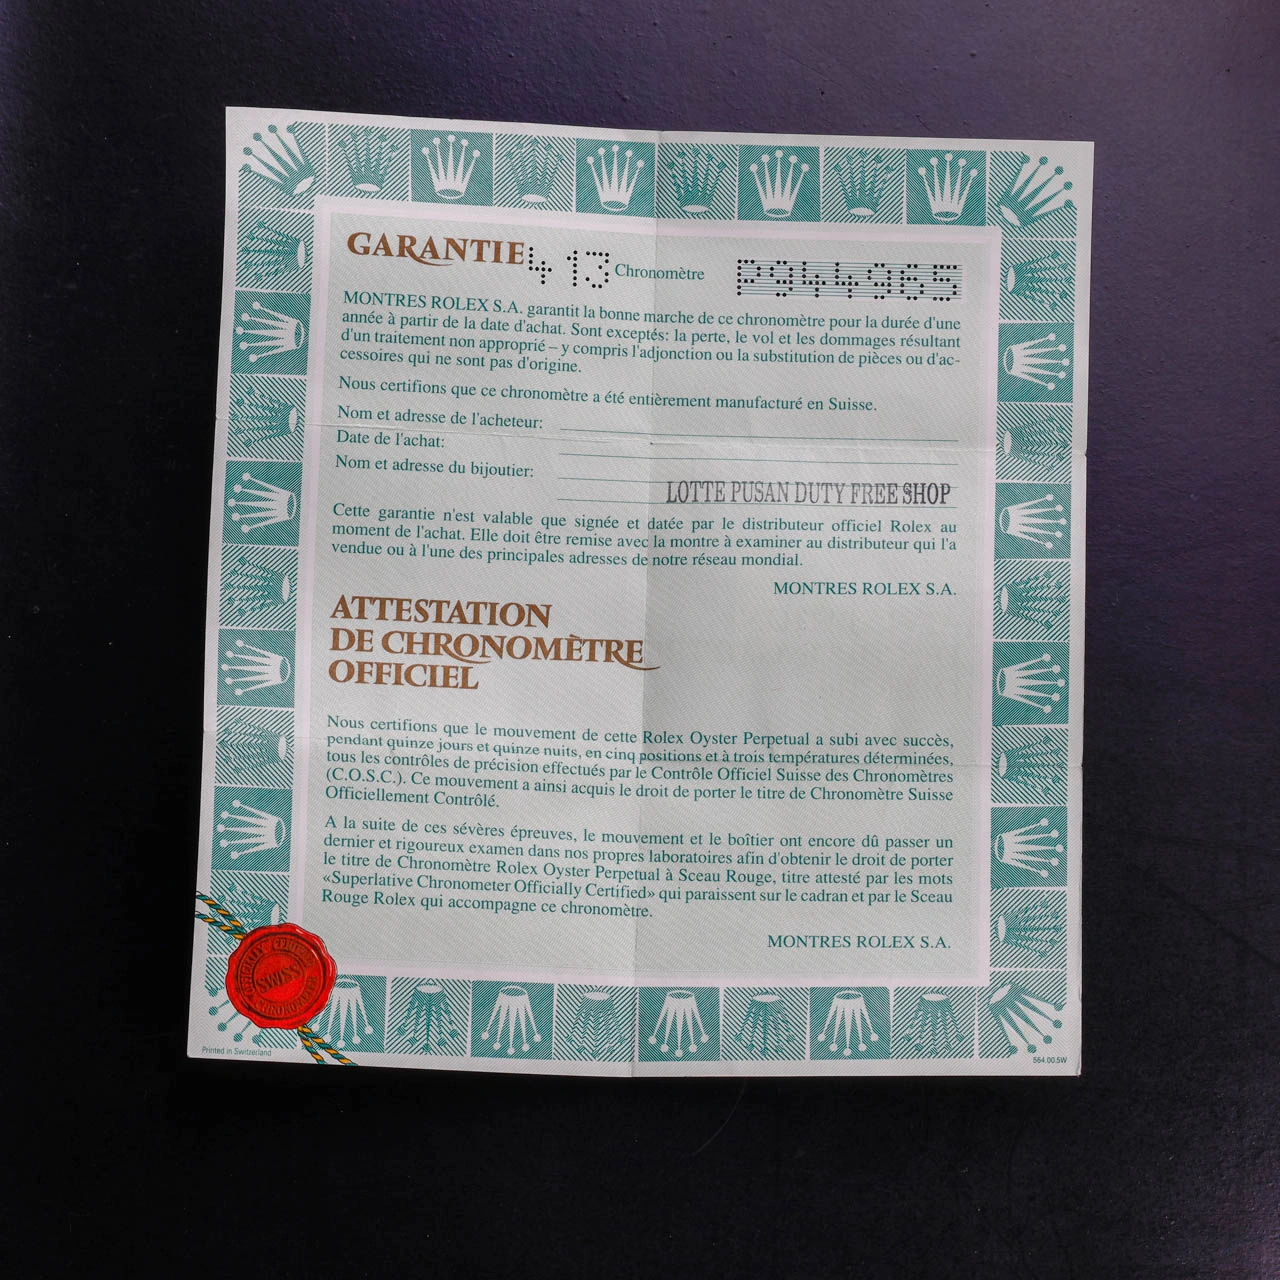 GARANTIE 413 Chronomètre P944965
MONTRES ROLEX S.A. garantit la bonne marche de ce chronomètre pour la durée d'une
année à partir de la date d'achat. Sont exceptés: la perte, le vol et les dommages résultant
d'un traitement non approprié – y compris l'adjonction ou la substitution de pièces ou d'ac-
cessoires qui ne sont pas d'origine.
Nous certifions que ce chronomètre a été entièrement manufacturé en Suisse.
Nom et adresse de l'acheteur:
Date de l'achat:
Nom et adresse du bijoutier:
LOTTE PUSAN DUTY FREE SHOP
Cette garantie n'est valable que signée et datée par le distributeur officiel Rolex au
moment de l'achat. Elle doit être remise avec la montre à examiner au distributeur qui l'a
vendue ou à l'une des principales adresses de notre réseau mondial.
MONTRES ROLEX S.A.
ATTESTATION
DE CHRONOMÈTRE
OFFICIEL
Nous certifions que le mouvement de cette Rolex Oyster Perpetual a subi avec succès,
pendant quinze jours et quinze nuits, en cinq positions et à trois températures déterminées,
tous les contrôles de précision effectués par le Contrôle Officiel Suisse des Chronomètres
(C.O.S.C.). Ce mouvement a ainsi acquis le droit de porter le titre de Chronomètre Suisse
Officiellement Contrôlé.
A la suite de ces sévères épreuves, le mouvement et le boîtier ont encore dû passer un
dernier et rigoureux examen dans nos propres laboratoires afin d'obtenir le droit de porter
le titre de Chronomètre Rolex Oyster Perpetual à Sceau Rouge, titre attesté par les mots
«Superlative Chronometer Officially Certified» qui paraissent sur le cadran et par le Sceau
Rouge Rolex qui accompagne ce chronomètre.
MONTRES ROLEX S.A.
SWISS
CHRONOMETER
Printed in Switzerland
564.00.5W